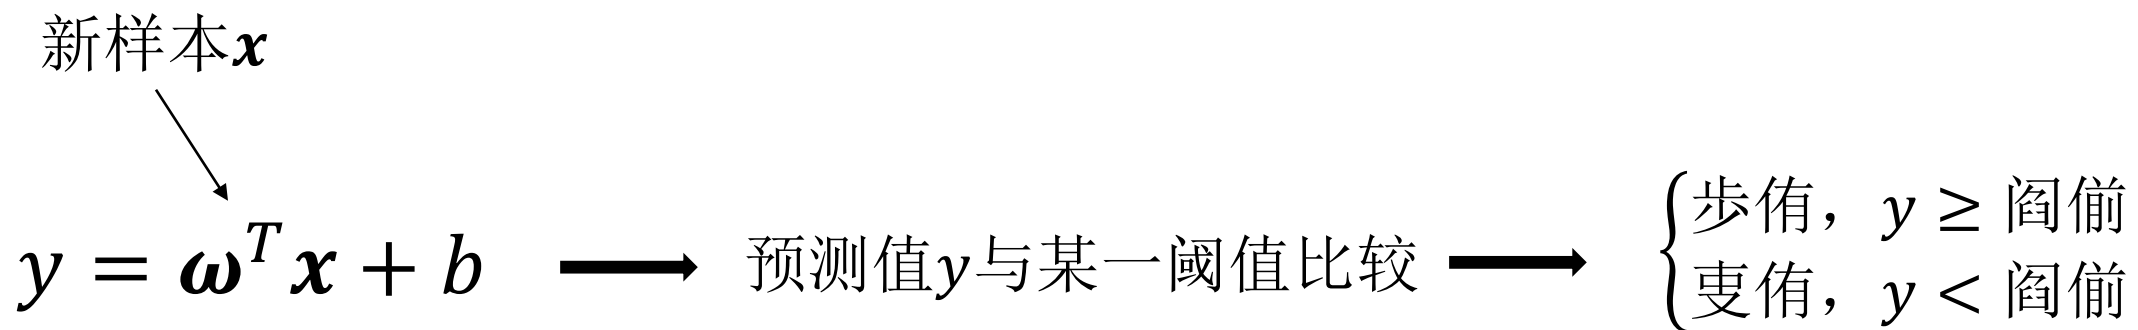 新样本x
y = ω^T x + b
预测值y与某一阈值比较
步侑，y ≥ 阎偂
叓侑，y < 阎偂